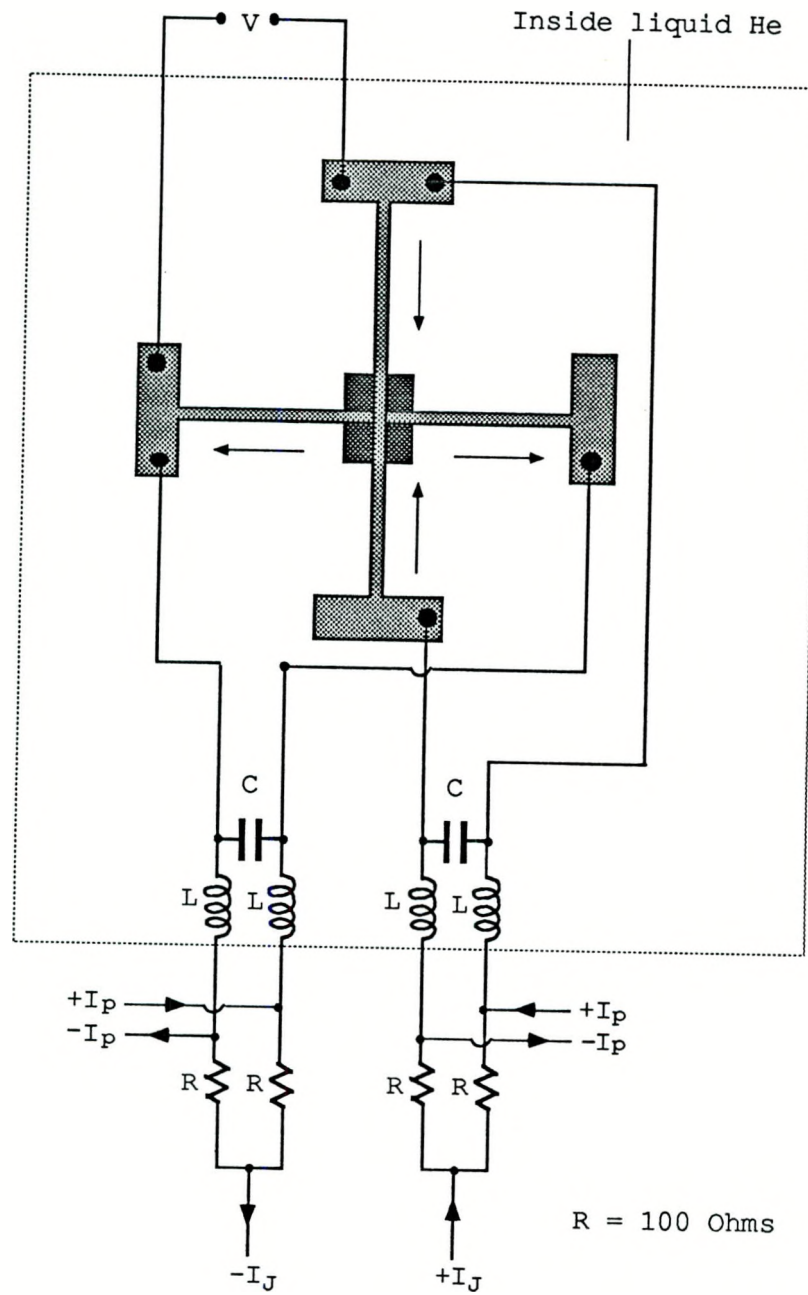 V
Inside liquid He
C
C
L
L
L
L
+Ip
-Ip
+Ip
-Ip
R
R
R
R
R = 100 Ohms
-IJ
+IJ